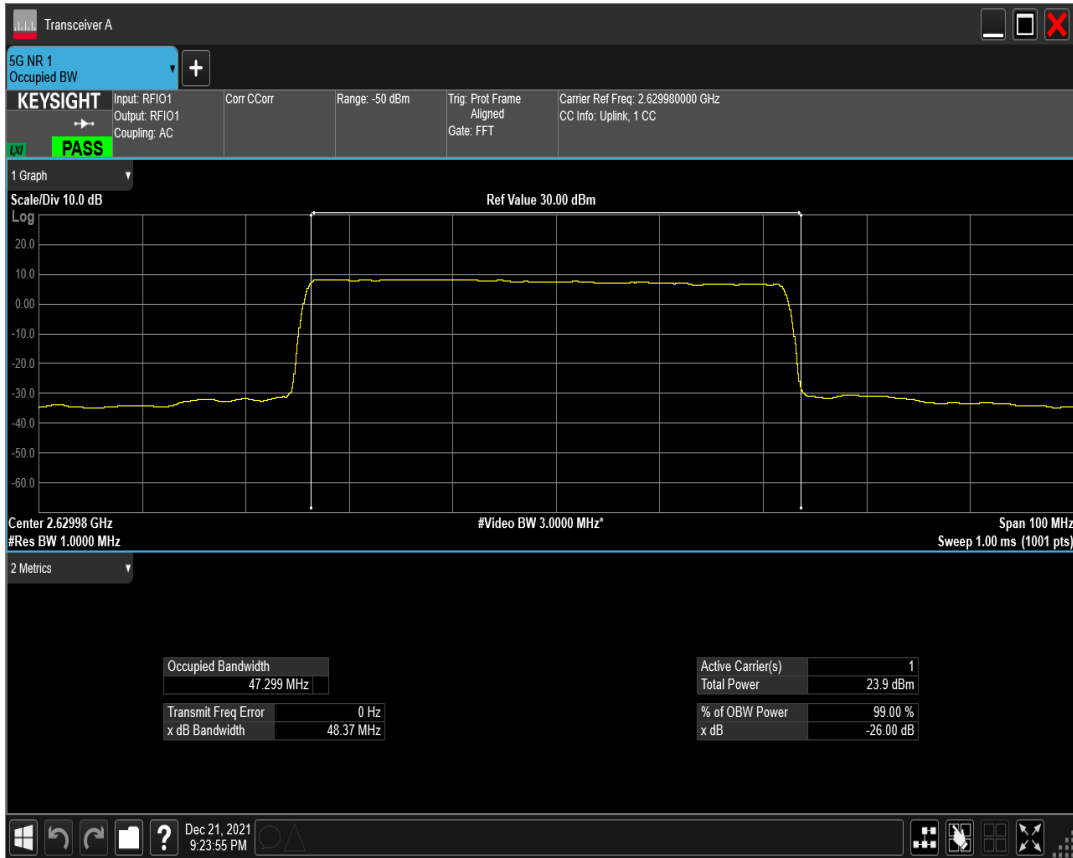 Transceiver A
5G NR 1
Occupied BW
KEYSIGHT
Input: RFIO1
Output: RFIO1
Coupling: AC
Corr CCorr
Range: -50 dBm
Trig: Prot Frame
Aligned
Gate: FFT
Carrier Ref Freq: 2.629980000 GHz
CC Info: Uplink, 1 CC
LXI
PASS
1 Graph
Scale/Div 10.0 dB
Ref Value 30.00 dBm
Log
20.0
10.0
0.00
-10.0
-20.0
-30.0
-40.0
-50.0
-60.0
Center 2.62998 GHz
#Video BW 3.0000 MHz*
Span 100 MHz
#Res BW 1.0000 MHz
Sweep 1.00 ms (1001 pts)
2 Metrics
Occupied Bandwidth
47.299 MHz
Transmit Freq Error 0 Hz
x dB Bandwidth 48.37 MHz
Active Carrier(s) 1
Total Power 23.9 dBm
% of OBW Power 99.00 %
x dB -26.00 dB
Dec 21, 2021
9:23:55 PM